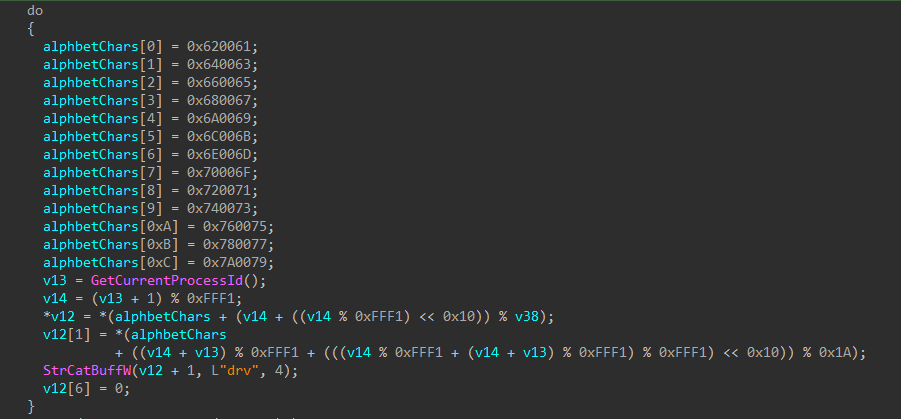 do
{
alphbetChars[0] = 0x620061;
alphbetChars[1] = 0x640063;
alphbetChars[2] = 0x660065;
alphbetChars[3] = 0x680067;
alphbetChars[4] = 0x6A0069;
alphbetChars[5] = 0x6C006B;
alphbetChars[6] = 0x6E006D;
alphbetChars[7] = 0x70006F;
alphbetChars[8] = 0x720071;
alphbetChars[9] = 0x740073;
alphbetChars[0xA] = 0x760075;
alphbetChars[0xB] = 0x780077;
alphbetChars[0xC] = 0x7A0079;
v13 = GetCurrentProcessId();
v14 = (v13 + 1) % 0xFFF1;
*v12 = *(alphbetChars + (v14 + ((v14 % 0xFFF1) << 0x10)) % v38);
v12[1] = *(alphbetChars
+ ((v14 + v13) % 0xFFF1 + (((v14 % 0xFFF1 + (v14 + v13) % 0xFFF1) % 0xFFF1) << 0x10)) % 0x1A);
StrCatBuffW(v12 + 1, L"drv", 4);
v12[6] = 0;
}